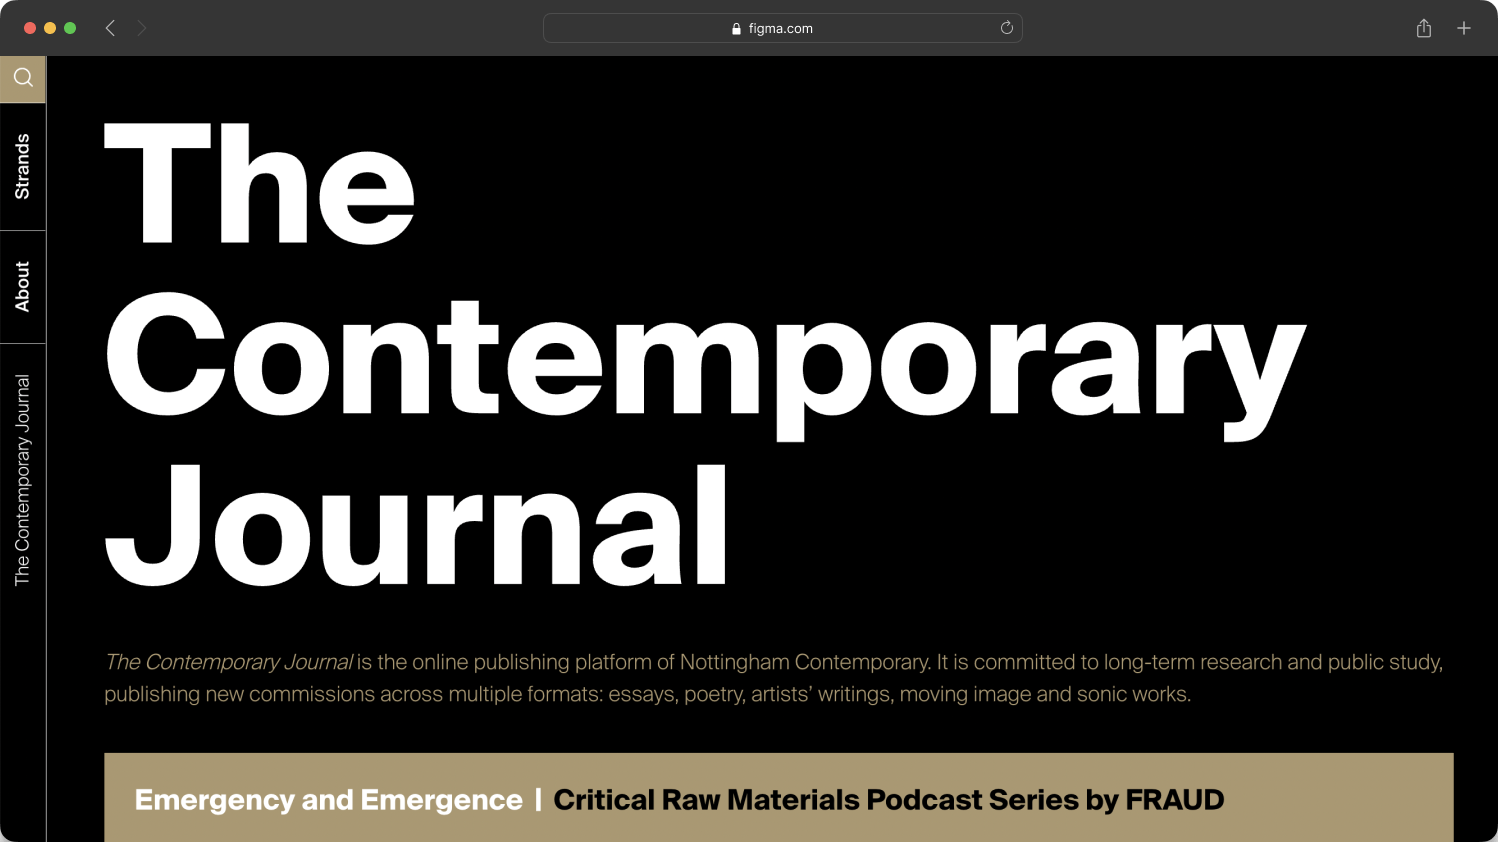 figma.com
Strands
About
The Contemporary Journal
The
Contemporary
Journal
The Contemporary Journal is the online publishing platform of Nottingham Contemporary. It is committed to long-term research and public study,
publishing new commissions across multiple formats: essays, poetry, artists’ writings, moving image and sonic works.
Emergency and Emergence | Critical Raw Materials Podcast Series by FRAUD